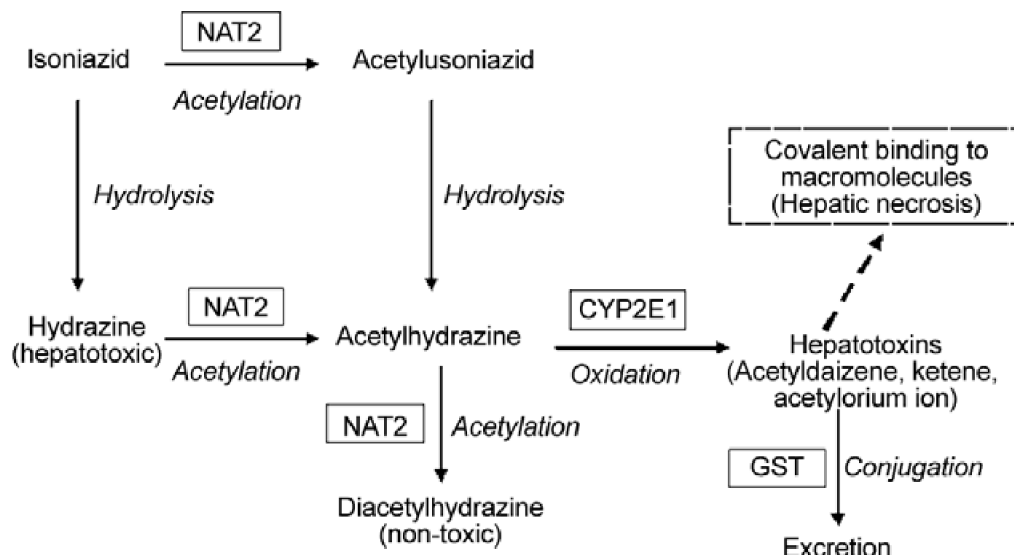 NAT2
Isoniazid
Acetylusoniazid
Acetylation
Covalent binding to
macromolecules
(Hepatic necrosis)
Hydrolysis
Hydrolysis
NAT2
CYP2E1
Hydrazine
(hepatotoxic)
Acetylhydrazine
Hepatotoxins
(Acetyldaizene, ketene,
acetylorium ion)
Acetylation
Oxidation
NAT2
Acetylation
GST
Conjugation
Diacetylhydrazine
(non-toxic)
Excretion